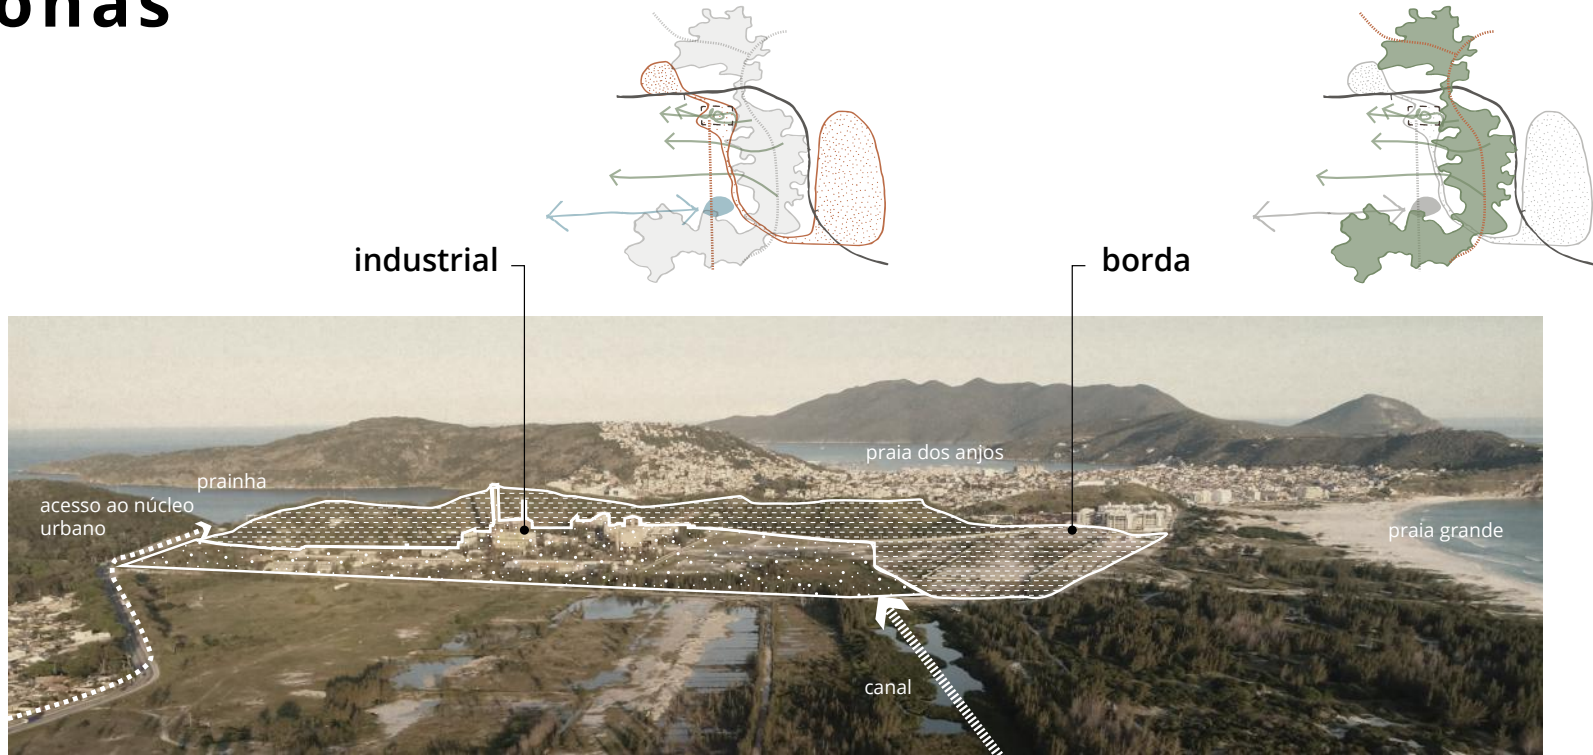 onas
industrial
borda
praia dos anjos
prainha
acesso ao núcleo
urbano
praia grande
canal